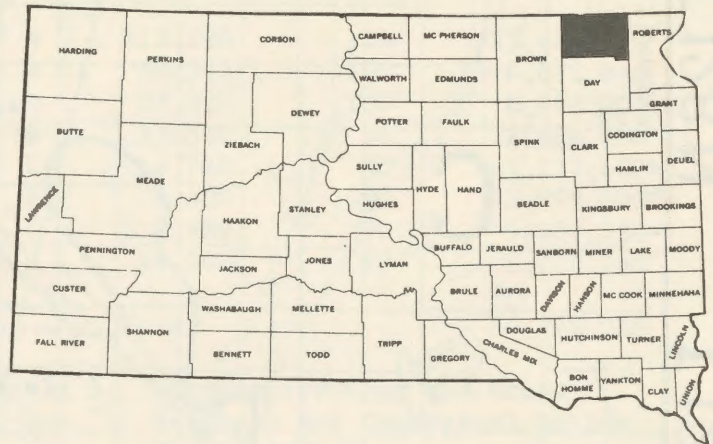 HARDING
PERKINS
CORSON
CAMPBELL
MC PHERSON
BROWN
ROBERTS
WALWORTH
EDMUNDS
DAY
DEWEY
GRANT
BUTTE
ZIEBACH
POTTER
FAULK
SPINK
CLARK
CODINGTON
DEUEL
HAMLIN
MEADE
SULLY
HYDE
HAND
LAWRENCE
HAAKON
STANLEY
HUGHES
BEADLE
KINGSBURY
BROOKINGS
PENNINGTON
BUFFALO
JERAULD
SANBORN
MINER
LAKE
MOODY
JACKSON
JONES
LYMAN
CUSTER
BRULE
AURORA
DAVISON
HANSON
MC COOK
MINNEHAHA
SHANNON
WASHABAUGH
MELLETTE
TRIPP
DOUGLAS
HUTCHINSON
TURNER
LINCOLN
FALL RIVER
BENNETT
TODD
GREGORY
CHARLES MIX
BON
HOMME
YANKTON
CLAY
UNION